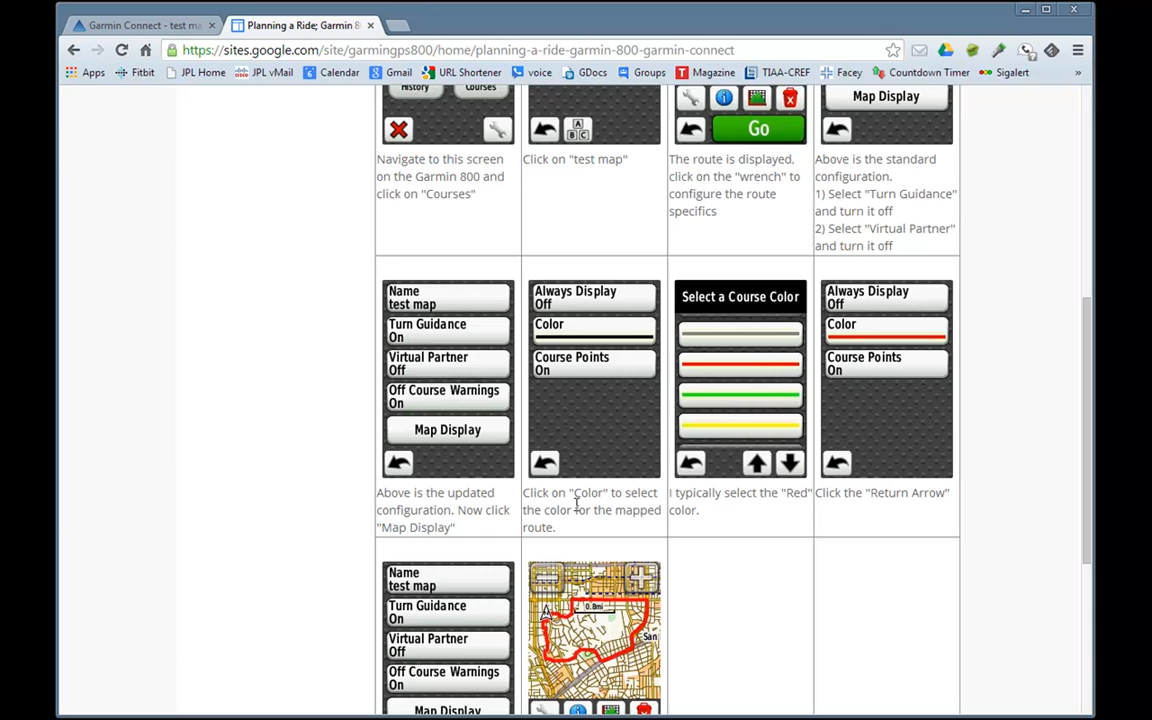 Garmin Connect - test ma
Planning a Ride; Garmin 8
https://sites.google.com/site/garmingps800/home/planning-a-ride-garmin-800-garmin-connect
Apps Fitbit JPL Home JPL vMail 6 Calendar 8 Gmail URL Shortener voice GDocs Groups T Magazine TIAA-CREF Facey Countdown Timer Sigalert »
History Courses
A
B C
Go
Map Display
Navigate to this screen
on the Garmin 800 and
click on "Courses"
Click on "test map"
The route is displayed,
click on the "wrench" to
configure the route
specifics
Above is the standard
configuration.
1) Select "Turn Guidance"
and turn it off
2) Select "Virtual Partner"
and turn it off
Name
test map
Turn Guidance
On
Virtual Partner
Off
Off Course Warnings
On
Map Display
Always Display
Off
Color
Course Points
On
Select a Course Color
Always Display
Off
Color
Course Points
On
Above is the updated
configuration. Now click
"Map Display"
Click on "Color" to select
the color for the mapped
route.
I typically select the "Red"
color.
Click the "Return Arrow"
Name
test map
Turn Guidance
On
Virtual Partner
Off
Off Course Warnings
On
Map Display
0.8mi
San